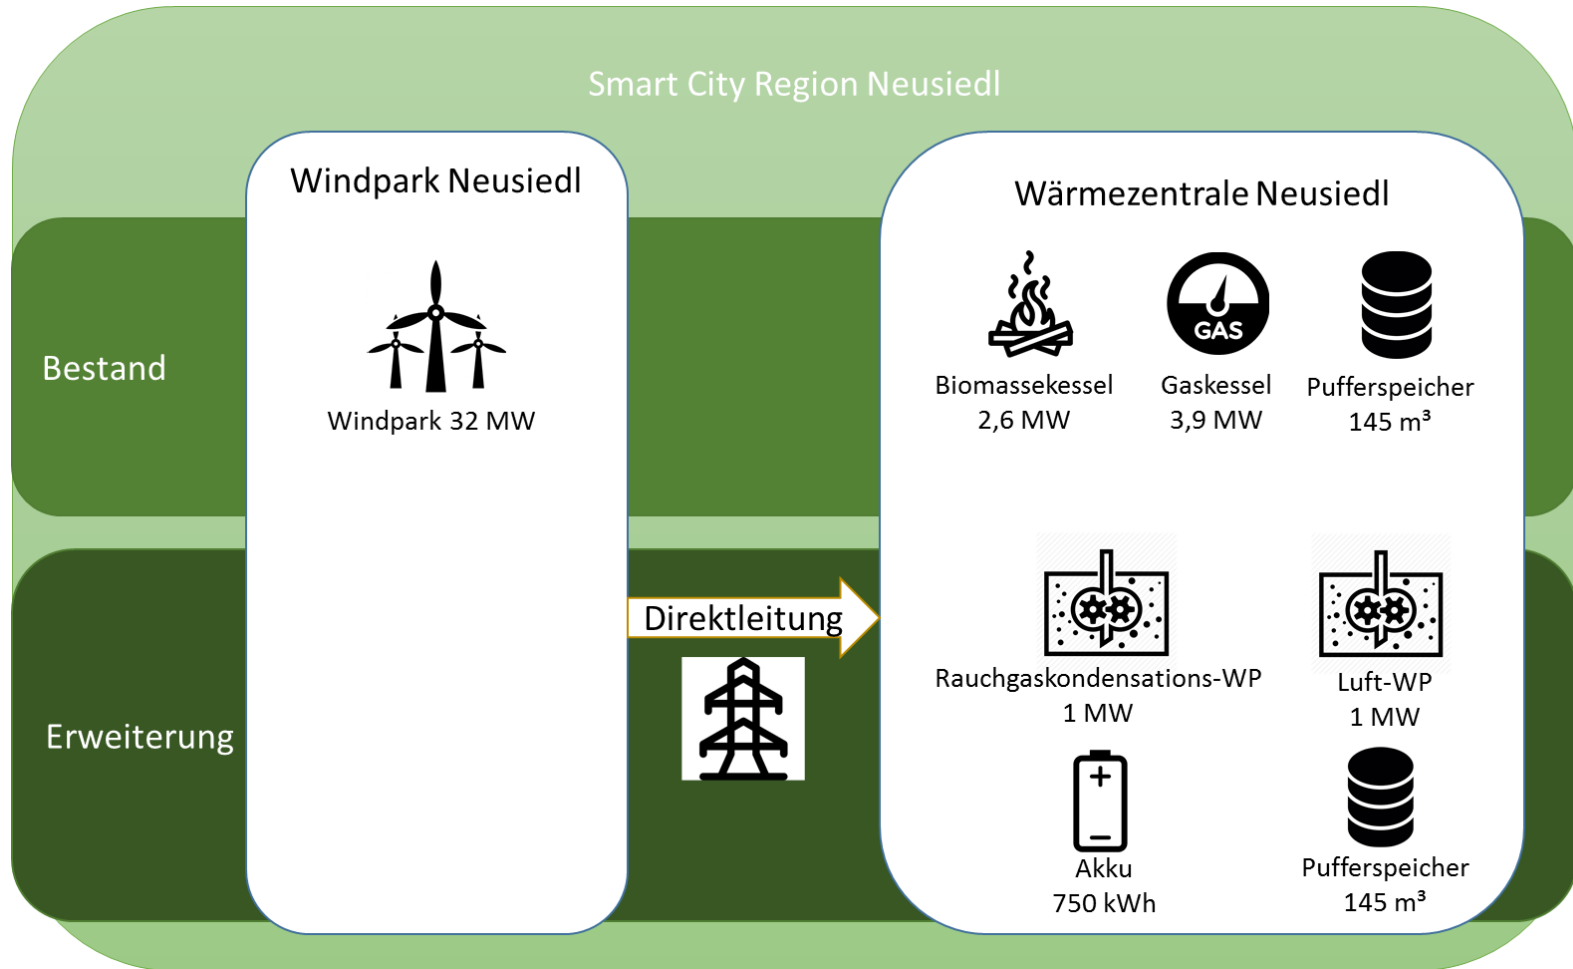 Smart City Region Neusiedl
Windpark Neusiedl
Wärmezentrale Neusiedl
Bestand
Windpark 32 MW
GAS
Biomassekessel
2,6 MW
Gaskessel
3,9 MW
Pufferspeicher
145 m³
Erweiterung
Direktleitung
Rauchgaskondensations-WP
1 MW
Luft-WP
1 MW
Akku
750 kWh
Pufferspeicher
145 m³